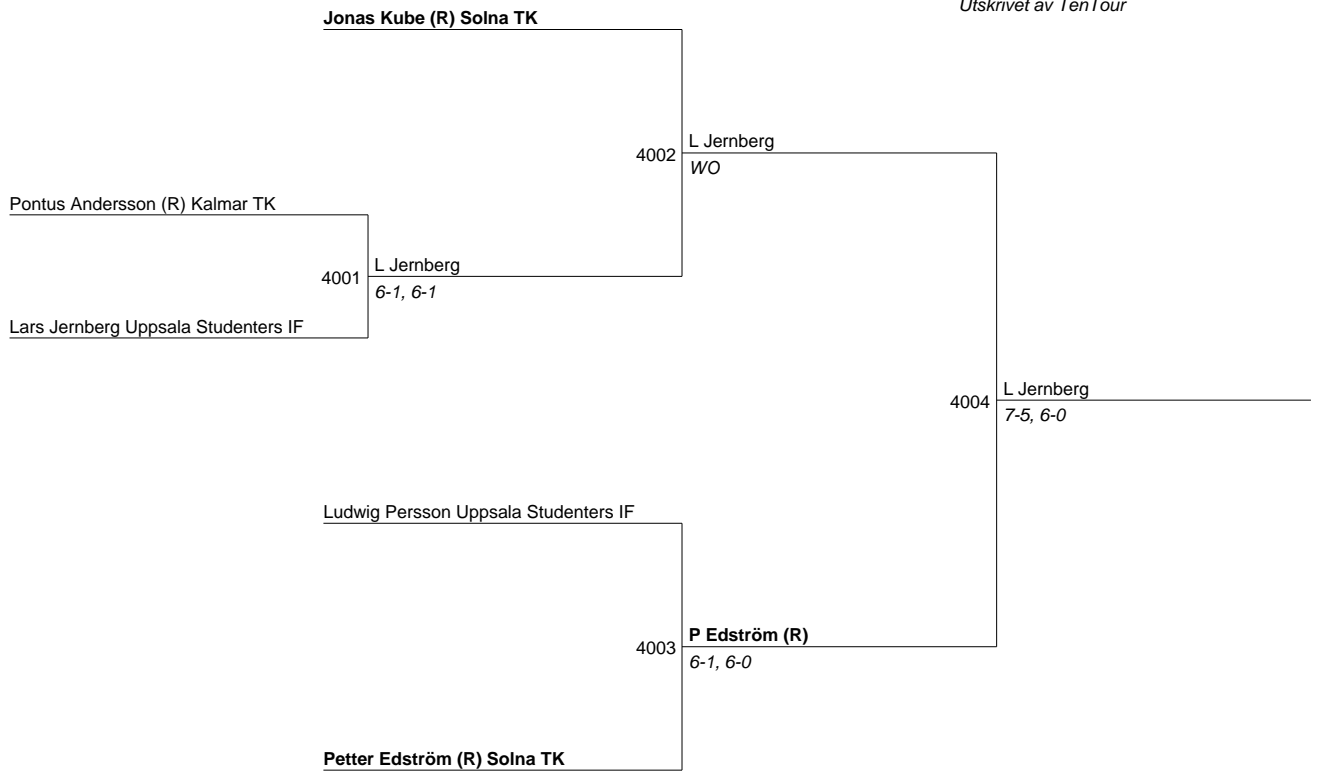 Utskrivet av TenTour
Jonas Kube (R) Solna TK
4002
L Jernberg
WO
Pontus Andersson (R) Kalmar TK
4001
L Jernberg
6-1, 6-1
Lars Jernberg Uppsala Studenters IF
4004
L Jernberg
7-5, 6-0
Ludwig Persson Uppsala Studenters IF
4003
P Edström (R)
6-1, 6-0
Petter Edström (R) Solna TK